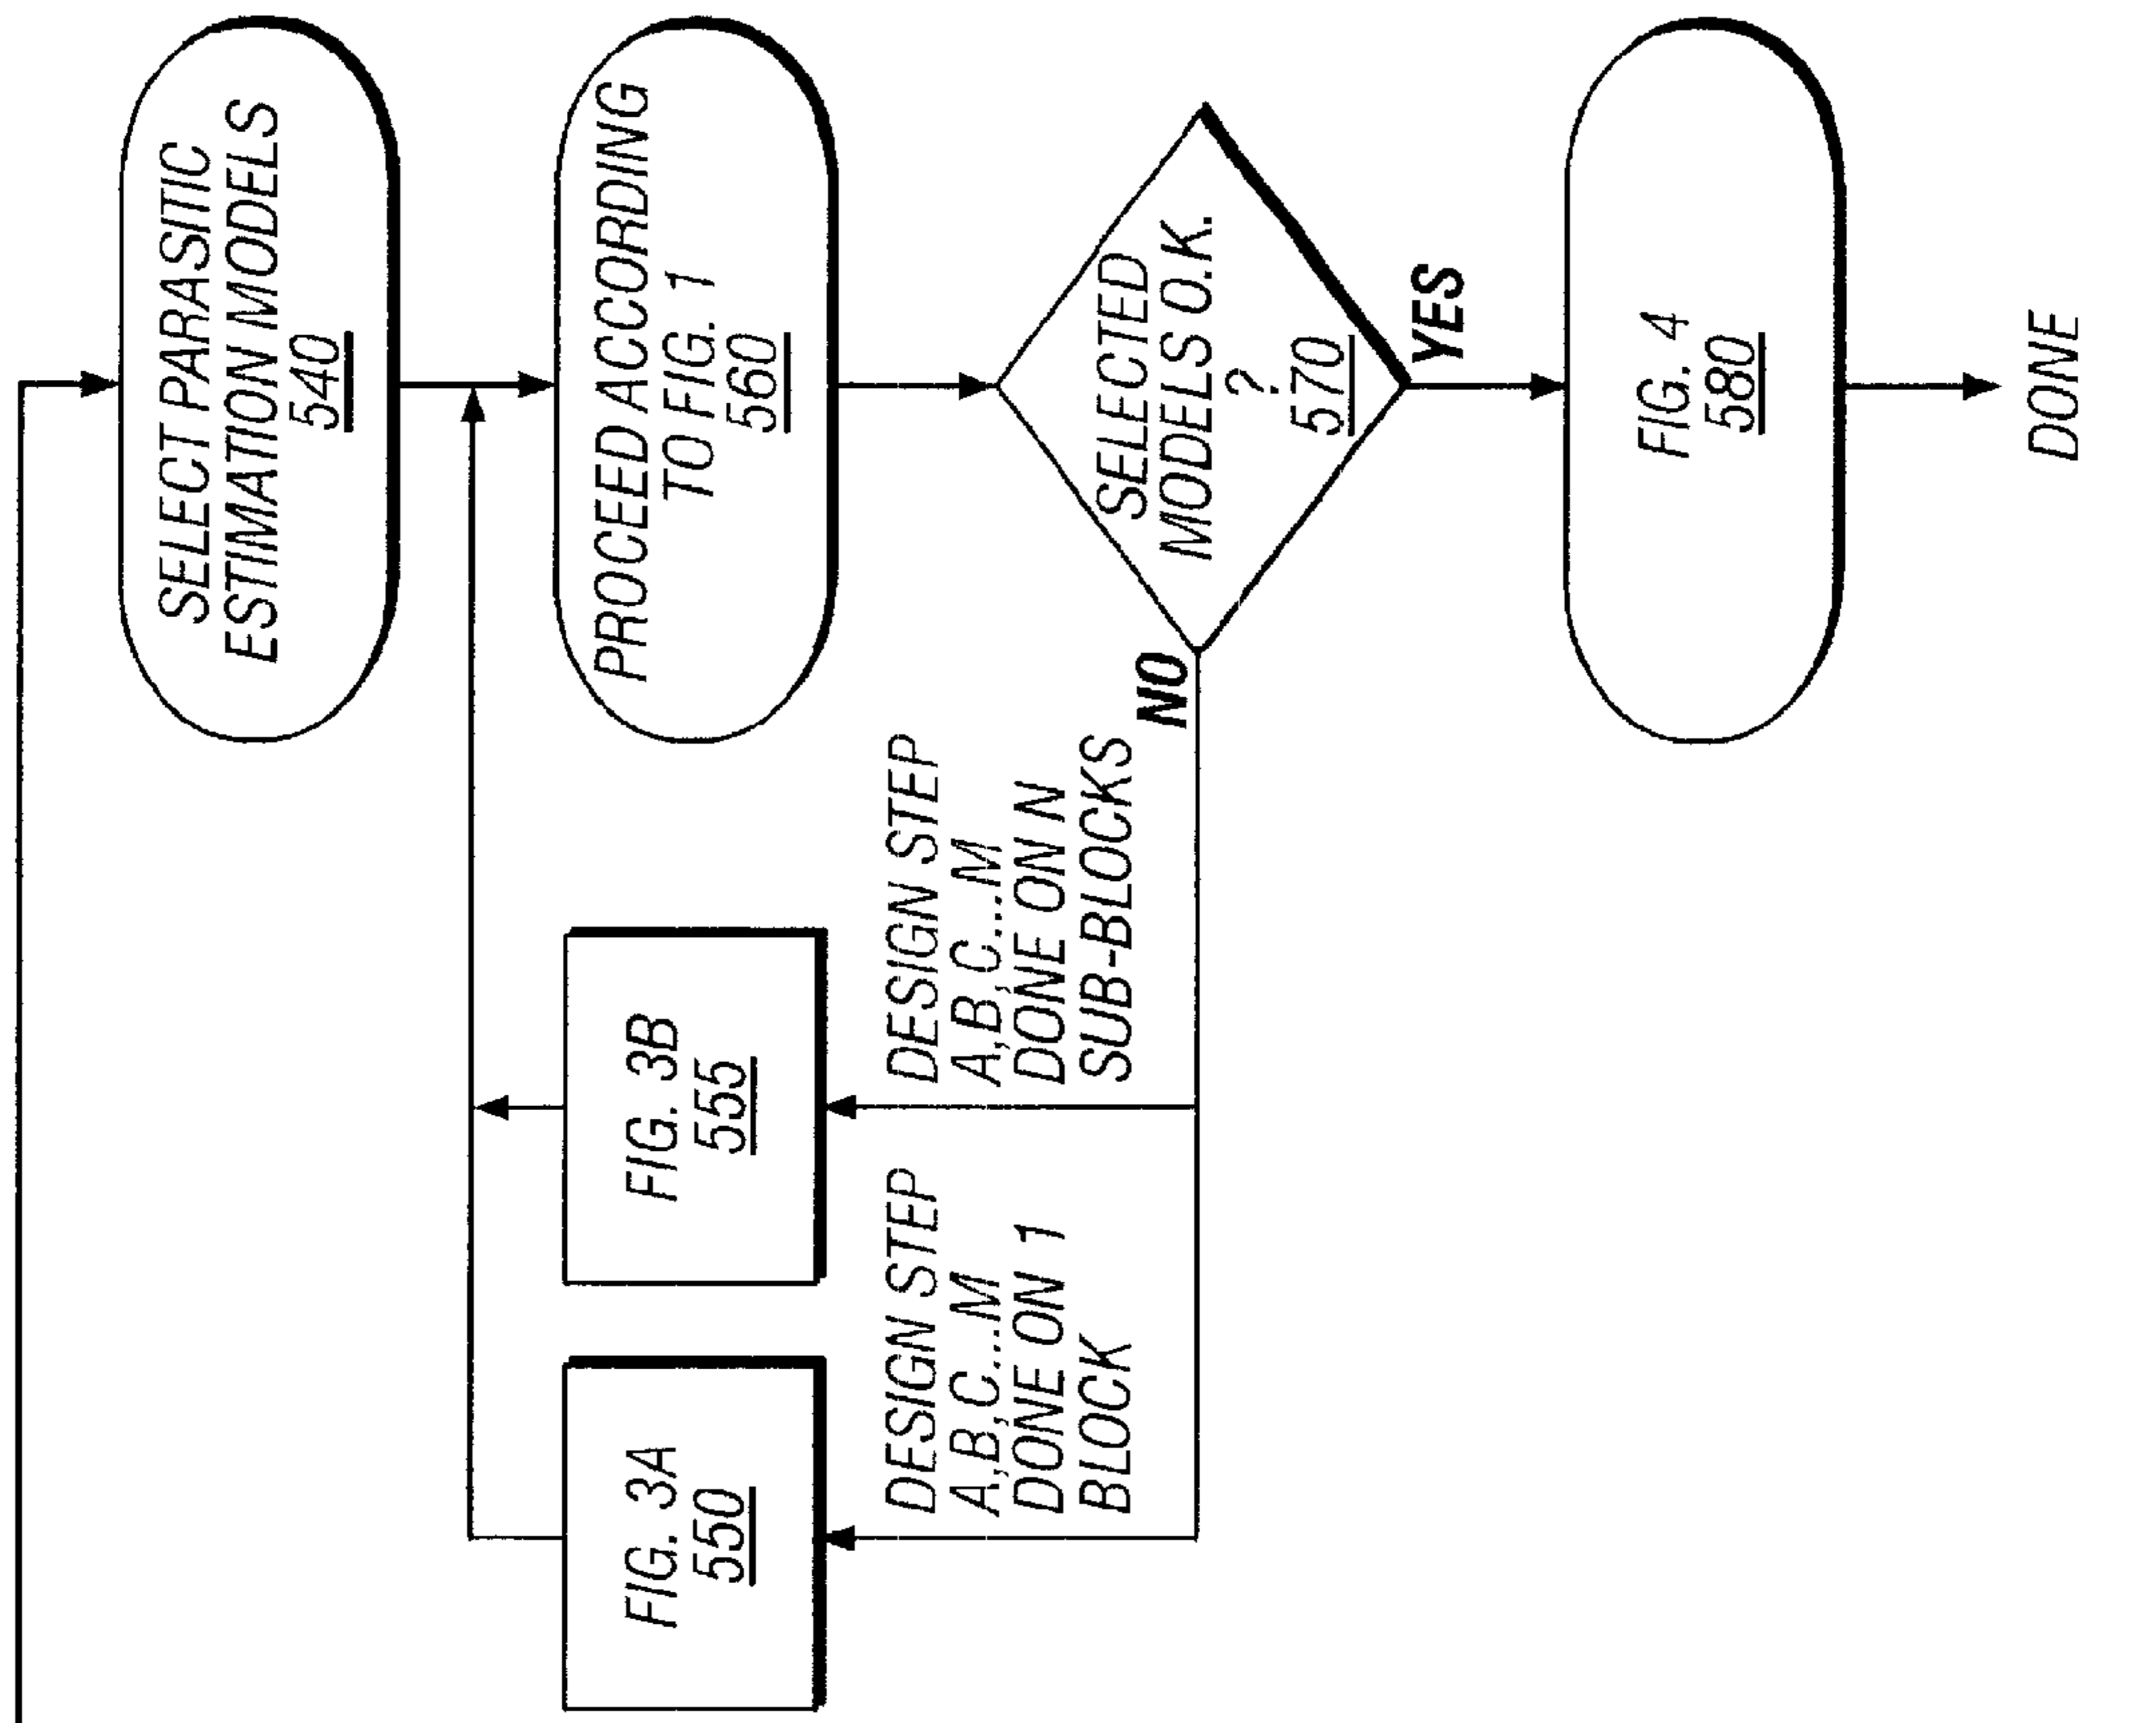 SELECT PARASITIC
ESTIMATION MODELS
540
PROCEED ACCORDING
TO FIG. 1
560
SELECTED
MODELS O.K.
?
570
YES
NO
FIG. 4
580
DONE
DESIGN STEP
A,B,C...M
DONE ON N
SUB-BLOCKS
FIG. 3B
555
DESIGN STEP
A,B,C...M
DONE ON 1
BLOCK
FIG. 3A
550